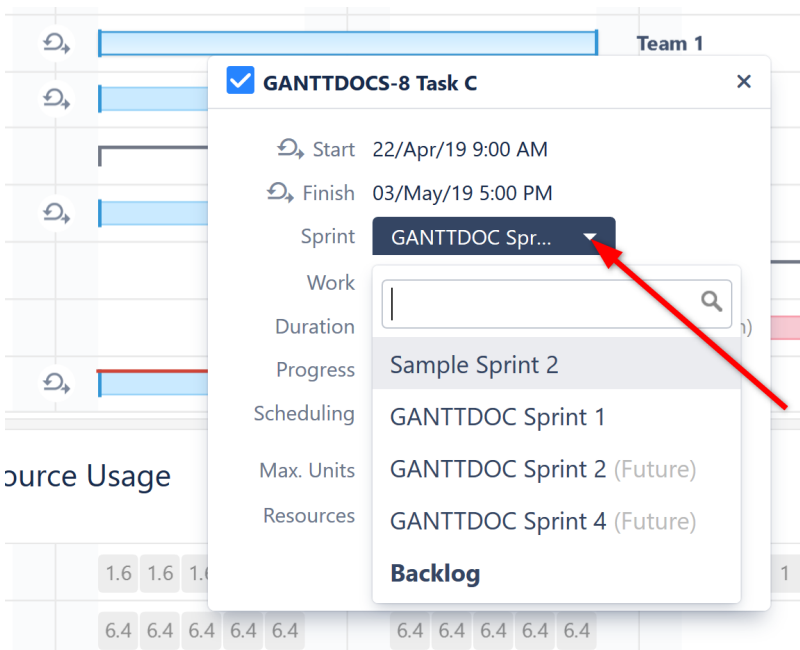 Team 1
GANTTDOCS-8 Task C
Start 22/Apr/19 9:00 AM
Finish 03/May/19 5:00 PM
Sprint GANTTDOC Spr...
Work
Duration
Progress
Scheduling
Max. Units
Resources
Sample Sprint 2
GANTTDOC Sprint 1
GANTTDOC Sprint 2 (Future)
GANTTDOC Sprint 4 (Future)
Backlog
Usage
1.6 1.6 1
6.4 6.4 6.4 6.4 6.4 6.4 6.4 6.4 6.4 6.4